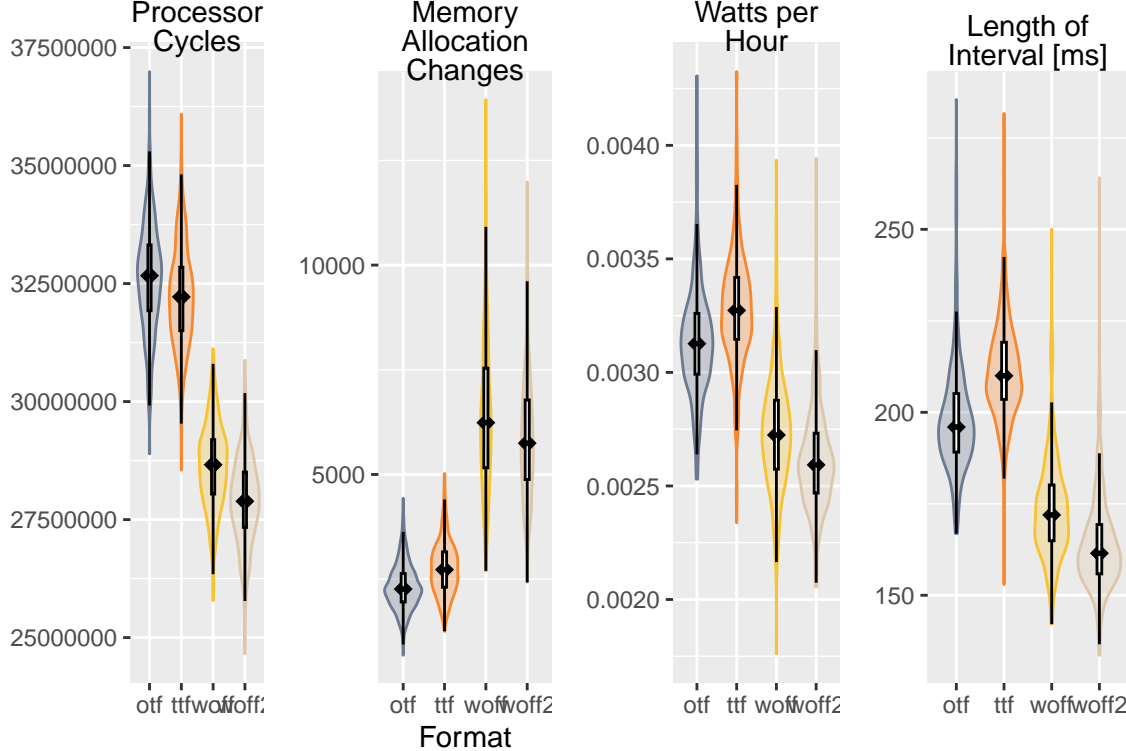 Processor
Cycles
37500000
35000000
32500000
30000000
27500000
25000000
otf ttf woff woff2
Memory
Allocation
Changes
10000
5000
otf ttf woff woff2
Format
Watts per
Hour
0.0040
0.0035
0.0030
0.0025
0.0020
otf ttf woff woff2
Length of
Interval [ms]
250
200
150
otf ttf woff woff2